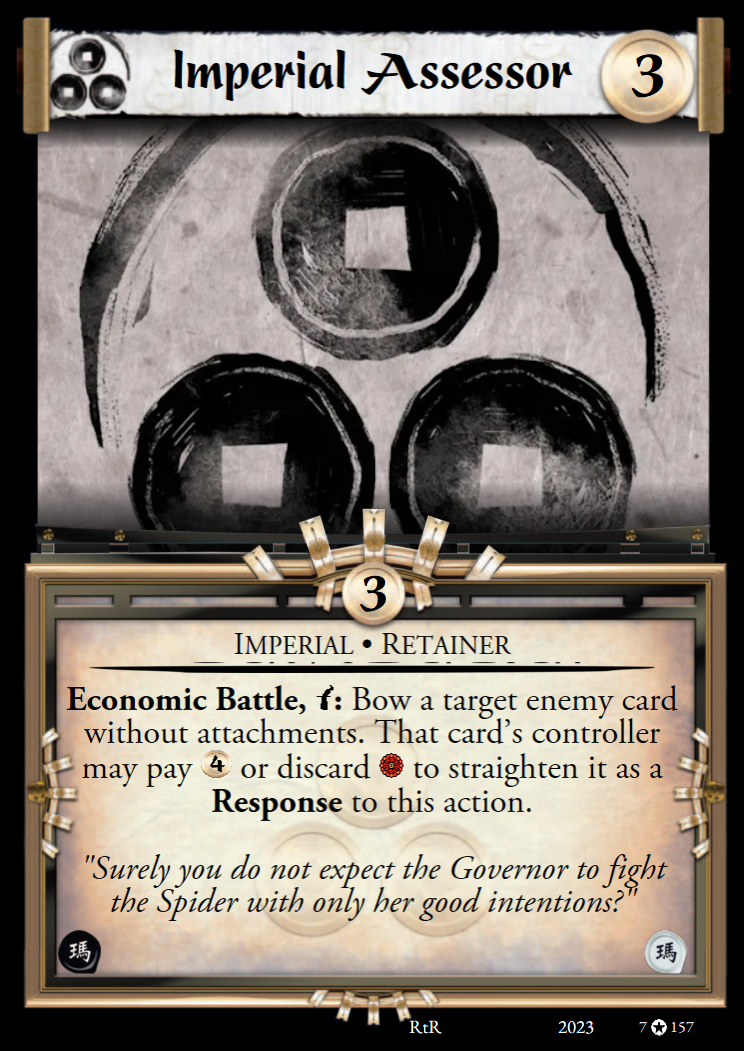 Imperial Assessor 3
3
IMPERIAL • RETAINER
Economic Battle, : Bow a target enemy card
without attachments. That card's controller
may pay 4 or discard to straighten it as a
Response to this action.
"Surely you do not expect the Governor to fight
the Spider with only her good intentions?"
瑪 瑪
RtR 2023 7 157